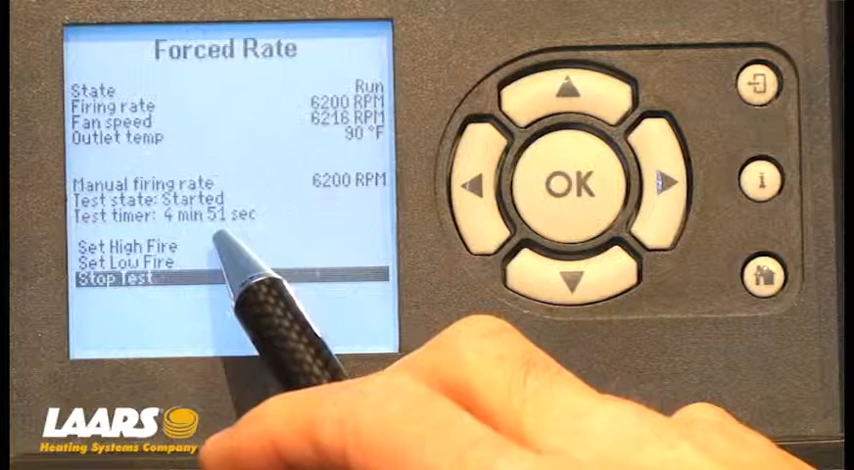 Forced Rate
State Run
Firing rate 6200 RPM
Fan speed 6218 RPM
Outlet temp 90 °F
Manual firing rate 6200 RPM
Test state: Started
Test timer: 4 min 51 sec
Set High Fire
Set Low Fire
Stop Test
OK
i
LAARS
Heating Systems Company